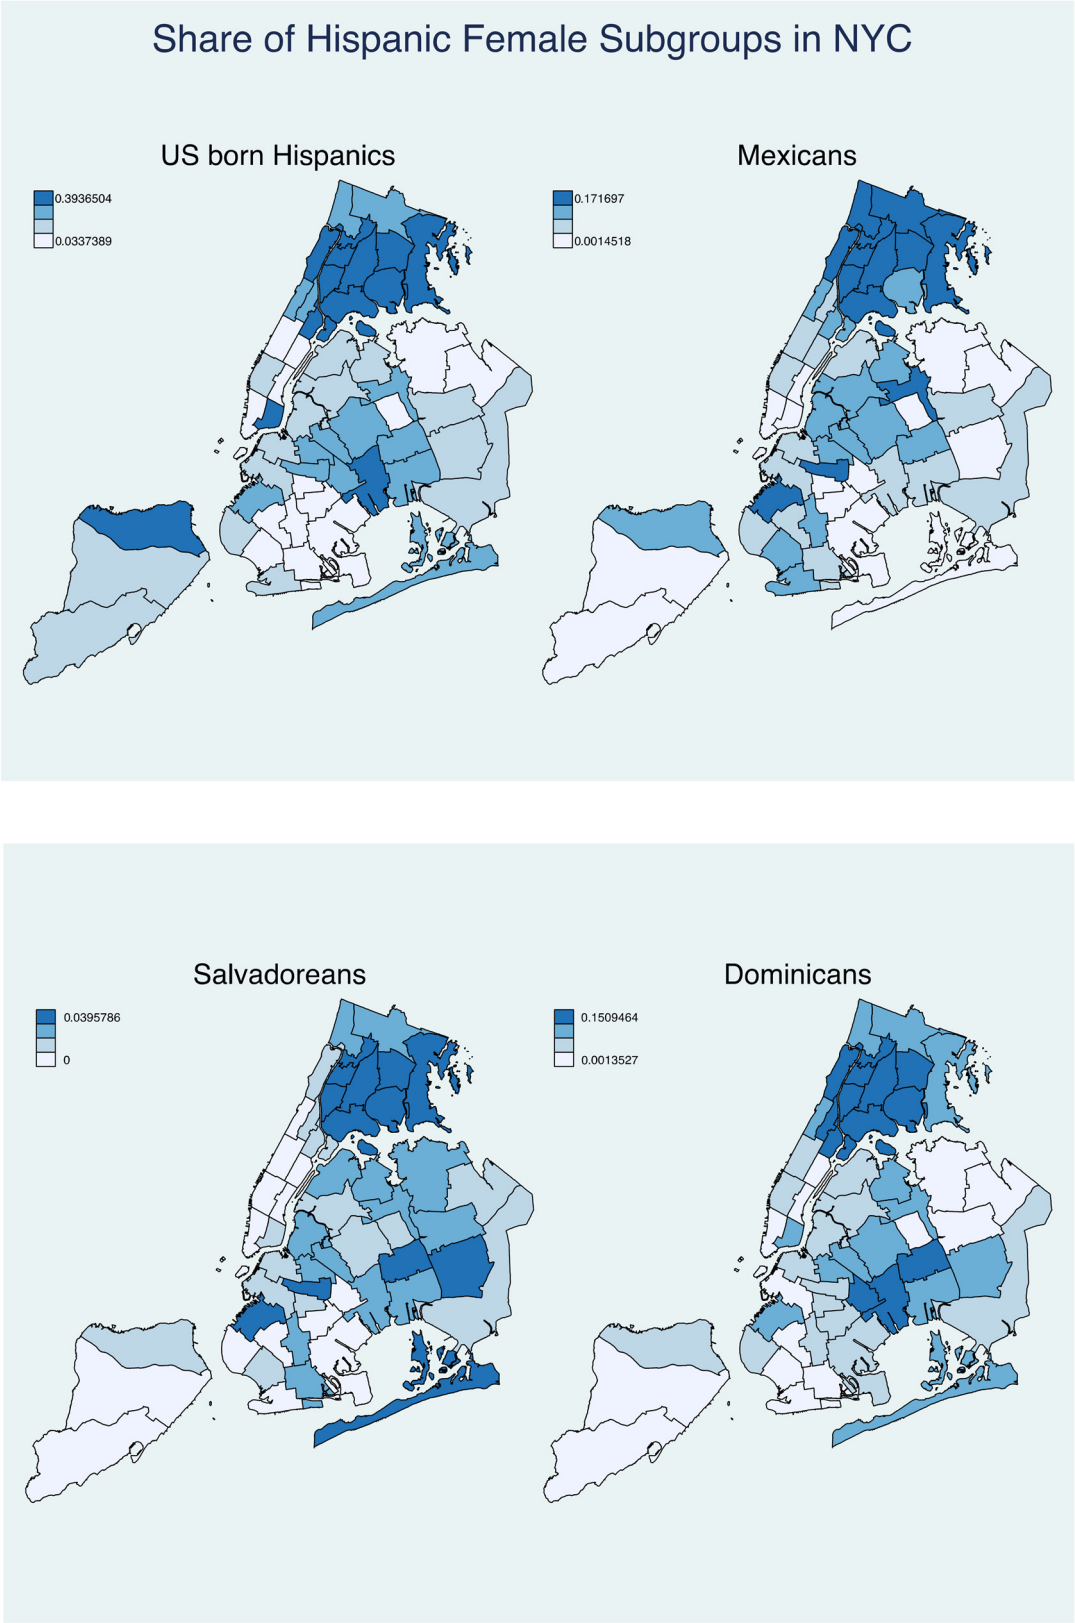 Share of Hispanic Female Subgroups in NYC
US born Hispanics
Mexicans
0.3936504
0.0337389
0.171697
0.0014518
Salvadoreans
Dominicans
0.0395786
0
0.1509464
0.0013527